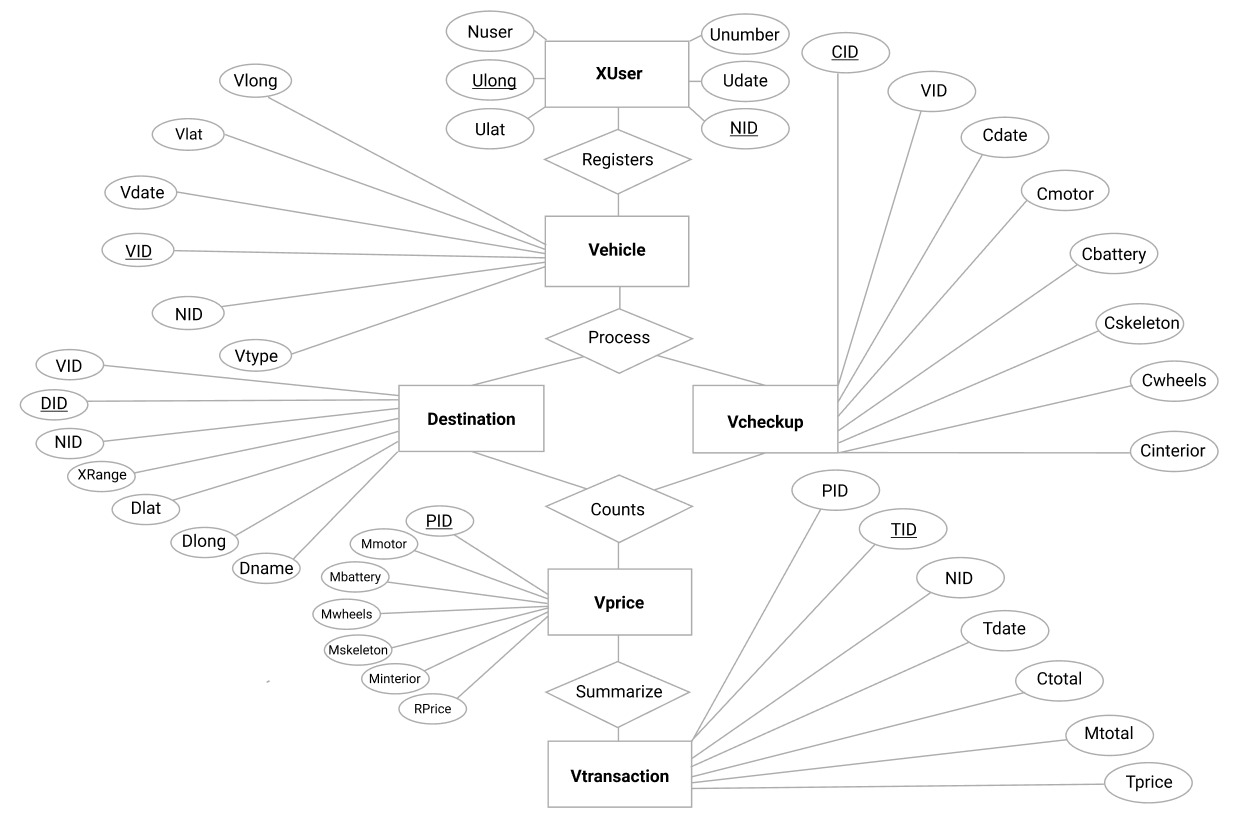 Nuser
Unumber
XUser
CID
Ulong
Udate
Vlong
VID
Ulat
NID
Vlat
Cdate
Registers
Vdate
Cmotor
VID
Vehicle
Cbattery
NID
Cskeleton
Process
Vtype
VID
Cwheels
DID
Destination
Vcheckup
NID
Cinterior
XRange
PID
Dlat
Counts
PID
TID
Dlong
Mmotor
Dname
Mbattery
NID
Vprice
Mwheels
Tdate
Mskeleton
Minterior
Ctotal
Summarize
RPrice
Mtotal
Vtransaction
Tprice